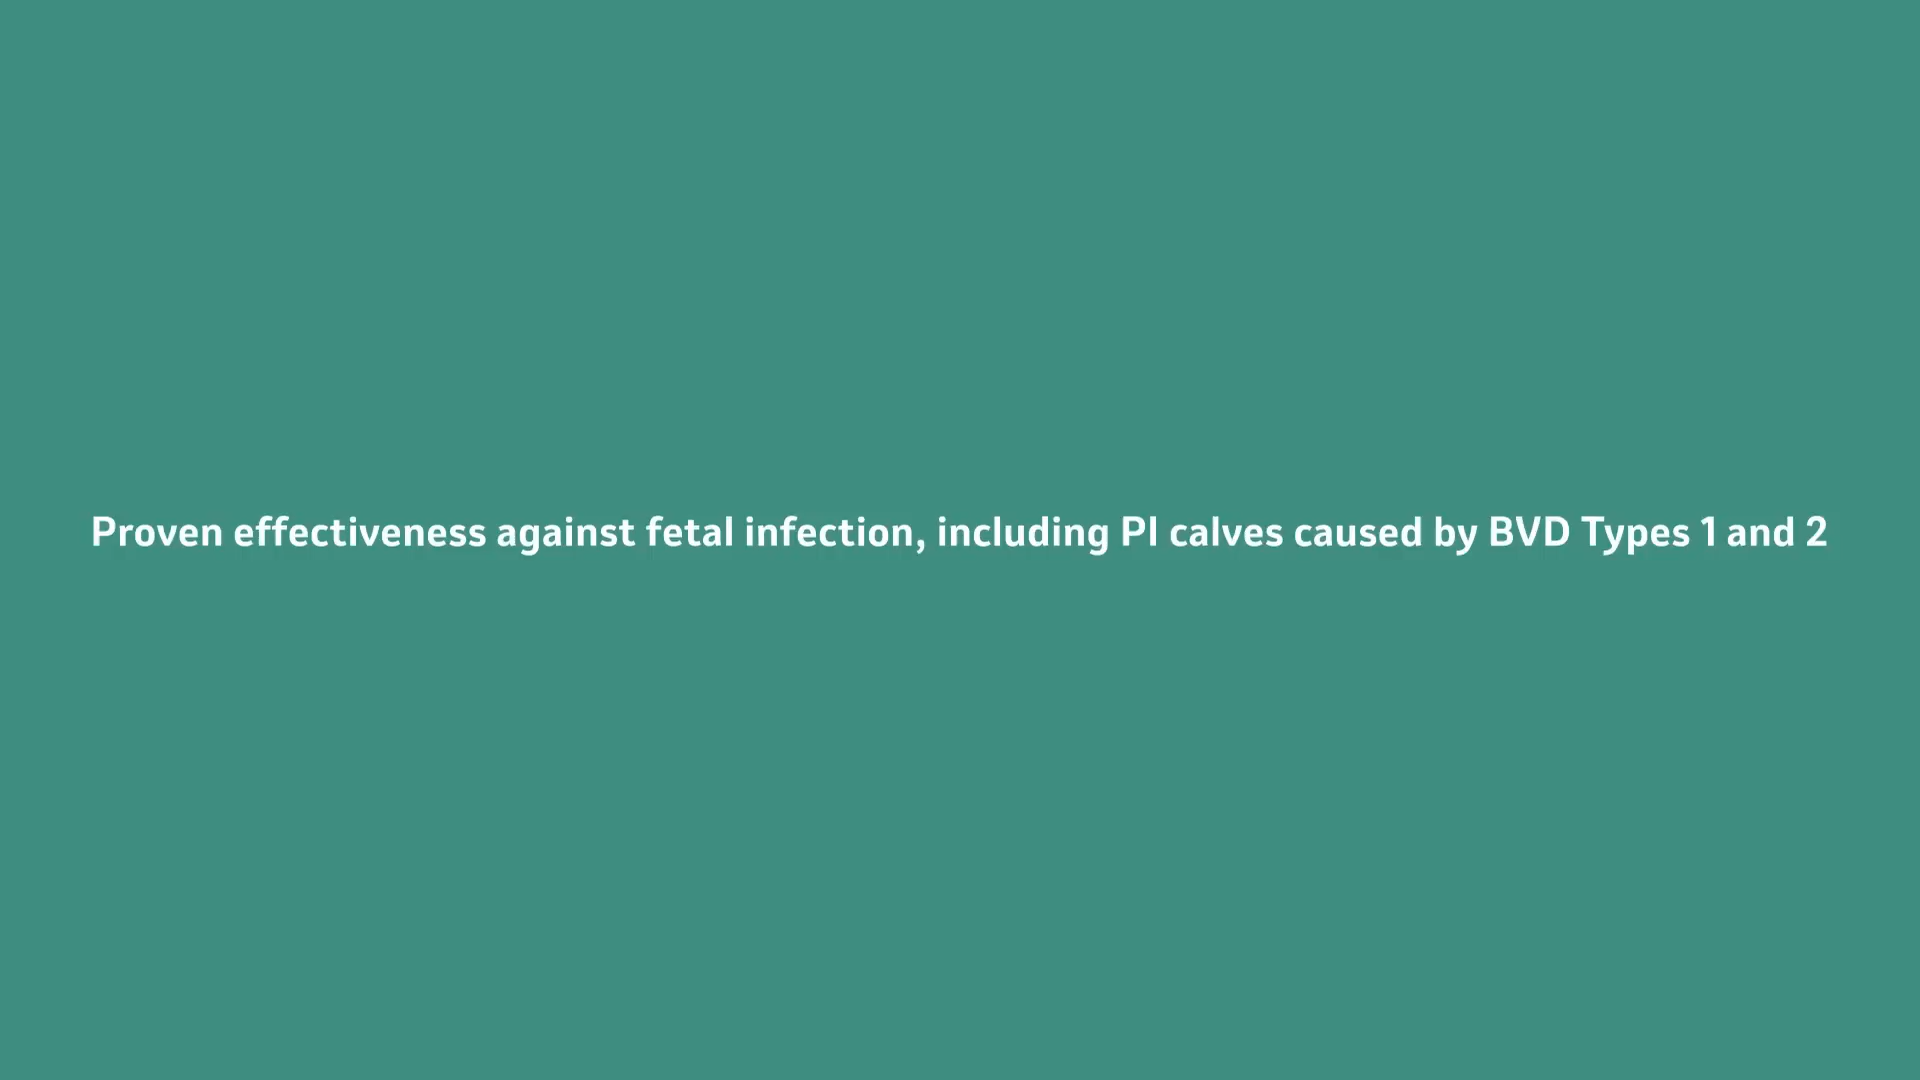 Proven effectiveness against fetal infection, including PI calves caused by BVD Types 1 and 2